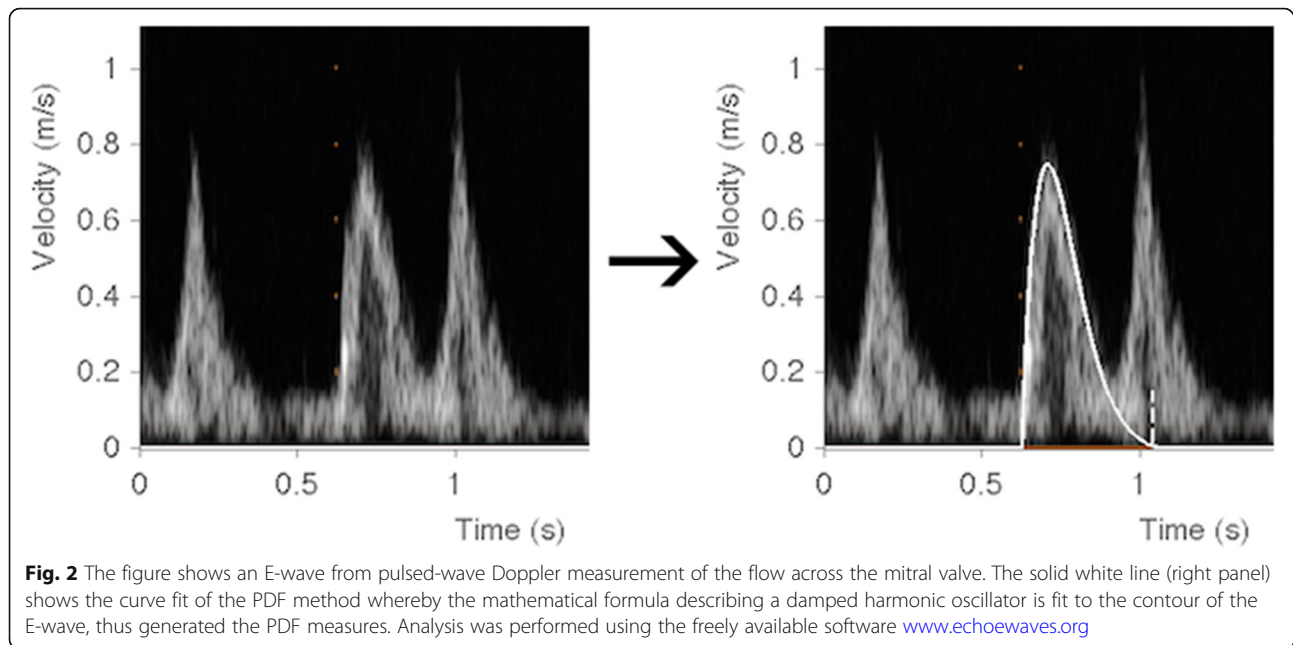 1
0.8
0.6
0.4
0.2
0
Velocity (m/s)
0
0.5
1
Time (s)
1
0.8
0.6
0.4
0.2
0
Velocity (m/s)
0
0.5
1
Time (s)
Fig. 2 The figure shows an E-wave from pulsed-wave Doppler measurement of the flow across the mitral valve. The solid white line (right panel)
shows the curve fit of the PDF method whereby the mathematical formula describing a damped harmonic oscillator is fit to the contour of the
E-wave, thus generated the PDF measures. Analysis was performed using the freely available software www.echoewaves.org